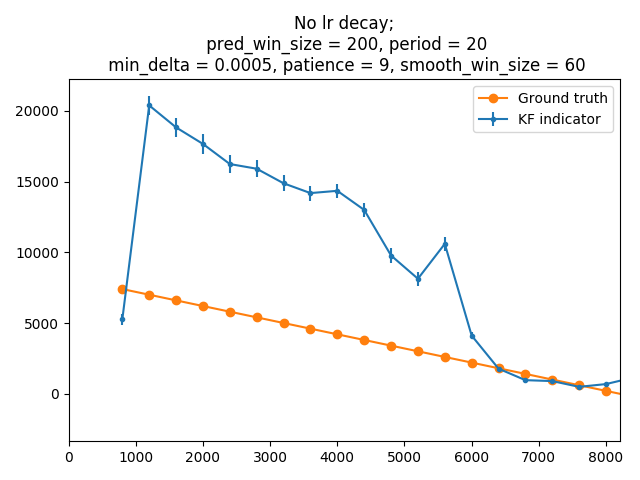 No lr decay;
pred_win_size = 200, period = 20
min_delta = 0.0005, patience = 9, smooth_win_size = 60
Ground truth
KF indicator
20000
15000
10000
5000
0
0 1000 2000 3000 4000 5000 6000 7000 8000